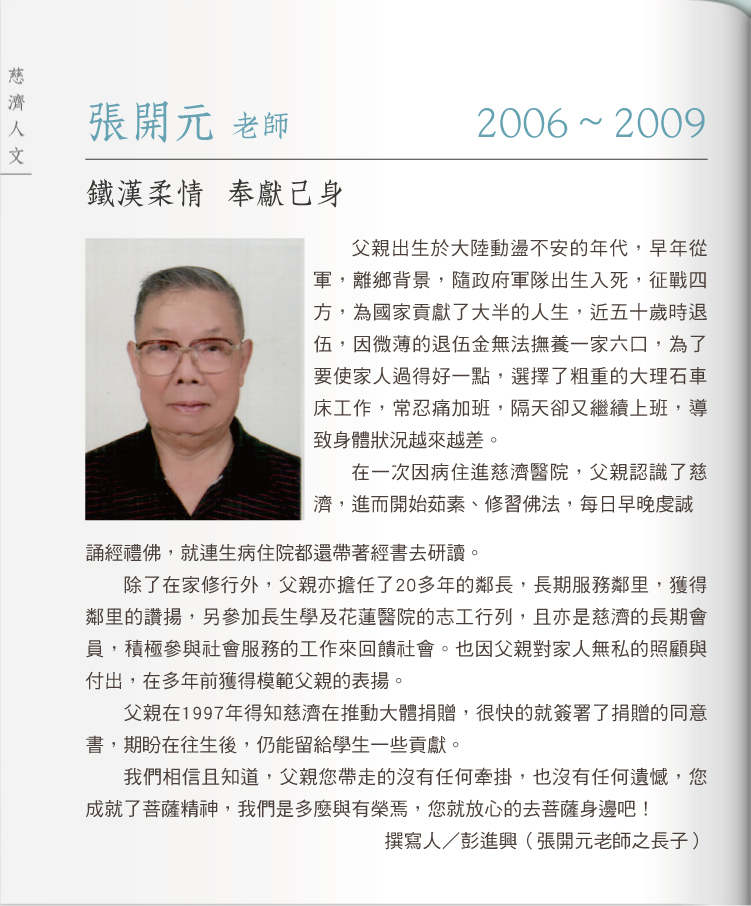 慈濟人文
張開元 老師 2006～2009
鐵漢柔情 奉獻己身
父親出生於大陸動盪不安的年代，早年從
軍，離鄉背景，隨政府軍隊出生入死，征戰四
方，為國家貢獻了大半的人生，近五十歲時退
伍，因微薄的退伍金無法撫養一家六口，為了
要使家人過得好一點，選擇了粗重的大理石車
床工作，常忍痛加班，隔天卻又繼續上班，導
致身體狀況越來越差。
在一次因病住進慈濟醫院，父親認識了慈
濟，進而開始茹素、修習佛法，每日早晚虔誠
誦經禮佛，就連生病住院都還帶著經書去研讀。
除了在家修行外，父親亦擔任了20多年的鄰長，長期服務鄰里，獲得
鄰里的讚揚，另參加長生學及花蓮醫院的志工行列，且亦是慈濟的長期會
員，積極參與社會服務的工作來回饋社會。也因父親對家人無私的照顧與
付出，在多年前獲得模範父親的表揚。
父親在1997年得知慈濟在推動大體捐贈，很快的就簽署了捐贈的同意
書，期盼在往生後，仍能留給學生一些貢獻。
我們相信且知道，父親您帶走的沒有任何牽掛，也沒有任何遺憾，您
成就了菩薩精神，我們是多麼與有榮焉，您就放心的去菩薩身邊吧！
撰寫人／彭進興（張開元老師之長子）